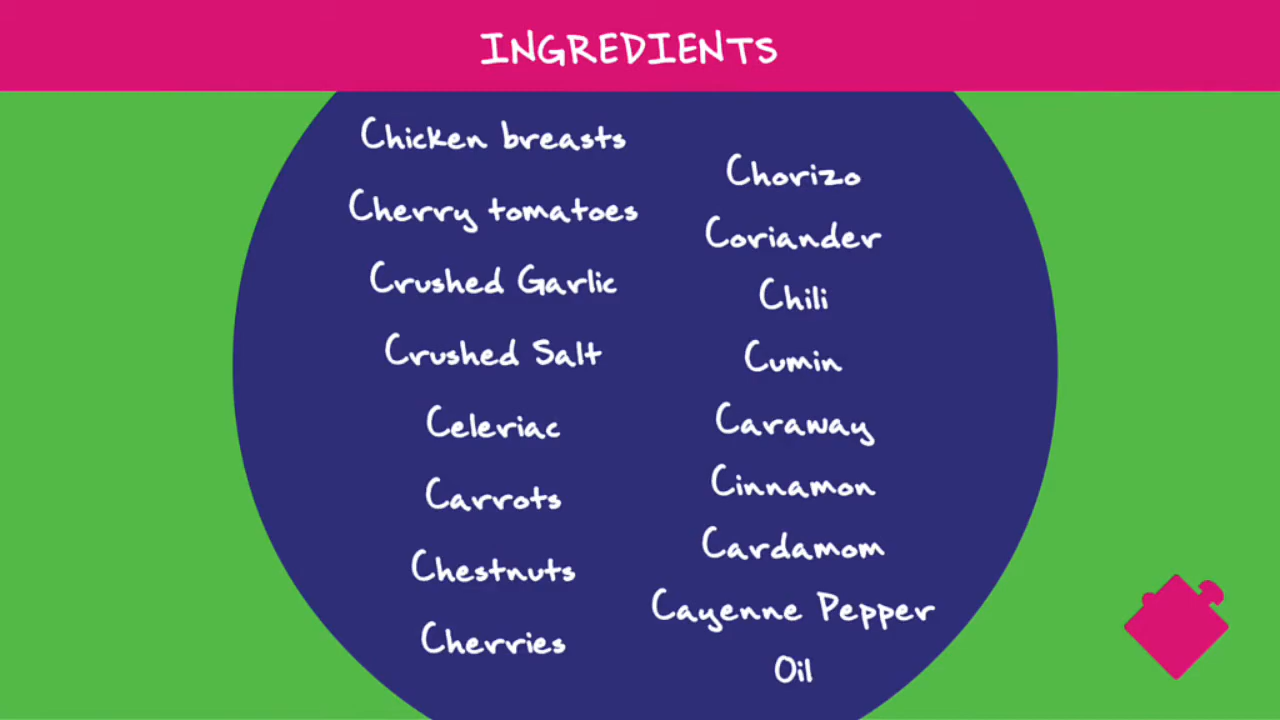 INGREDIENTS
Chicken breasts
Cherry tomatoes
Crushed Garlic
Crushed Salt
Celeriac
Carrots
Chestnuts
Cherries
Chorizo
Coriander
Chili
Cumin
Caraway
Cinnamon
Cardamom
Cayenne Pepper
Oil